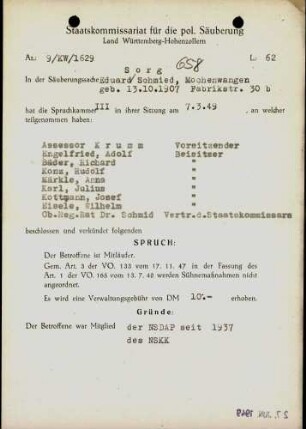 Staatskommissariat für die pol. Säuberung
Land Württemberg-Hohenzollern
Az: 9/KW/1629
L 62
Sorg
658
In der Säuberungssache Eduard Schmied, Mochenwangen
geb. 13.10.1907 Fabrikstr. 30 b
hat die Spruchkammer III in ihrer Sitzung am 7.3.49 , an welcher
teilgenommen haben:
Assessor K r u m m Vorsitzender
Engelfried, Adolf Beisitzer
Bäder, Richard "
Konz, Rudolf "
Märkle, Anna "
Karl, Julius "
Kottmann, Josef "
Eisele, Wilhelm "
Ob.Reg.Rat Dr. Schmid Vertr.d.Staatskommissars
beschlossen und verkündet folgenden
SPRUCH:
Der Betroffene ist Mitläufer.
Gem. Art. 3 der VO. 133 vom 17. 11. 47 in der Fassung des
Art. 1 der VO. 165 vom 13. 7. 48 werden Sühnemaßnahmen nicht
angeordnet.
Es wird eine Verwaltungsgebühr von DM 10.- erhoben.
Gründe:
Der Betroffene war Mitglied der NSDAP seit 1937
des NSKK